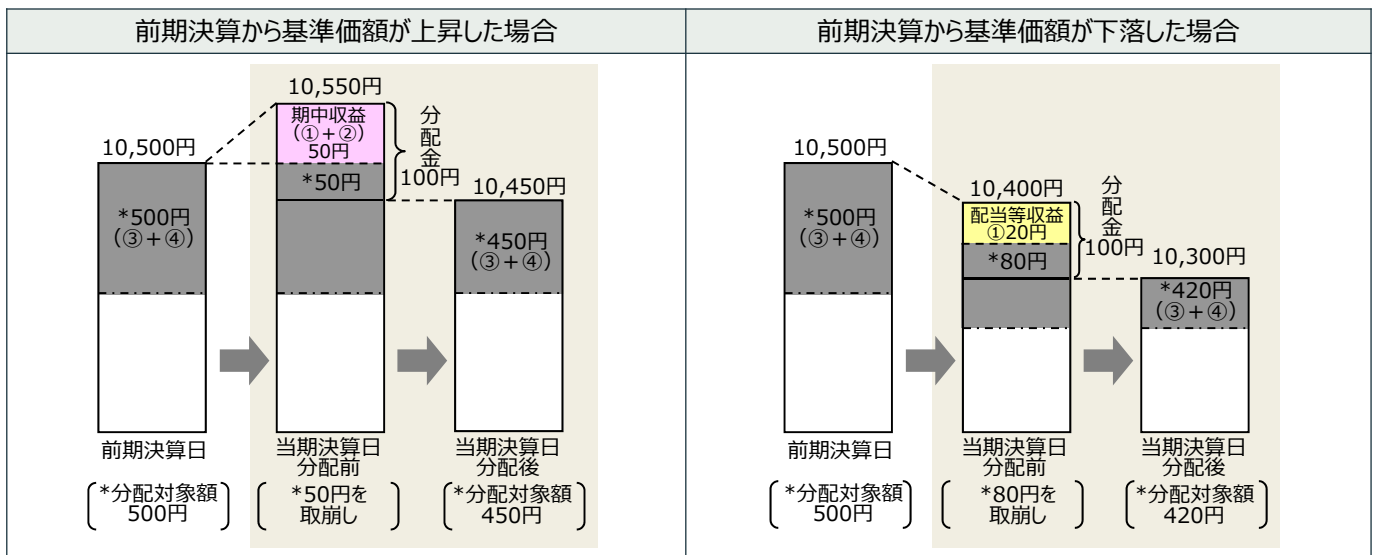 前期決算から基準価額が上昇した場合
10,550円
期中収益
（①＋②）
50円
*50円
分配金
100円
10,500円
*500円
（③＋④）
10,450円
*450円
（③＋④）
前期決算日
当期決算日
分配前
当期決算日
分配後
*分配対象額
500円
*50円を
取崩し
*分配対象額
450円
前期決算から基準価額が下落した場合
10,500円
*500円
（③＋④）
10,400円
配当等収益
①20円
*80円
分配金
100円
10,300円
*420円
（③＋④）
前期決算日
当期決算日
分配前
当期決算日
分配後
*分配対象額
500円
*80円を
取崩し
*分配対象額
420円